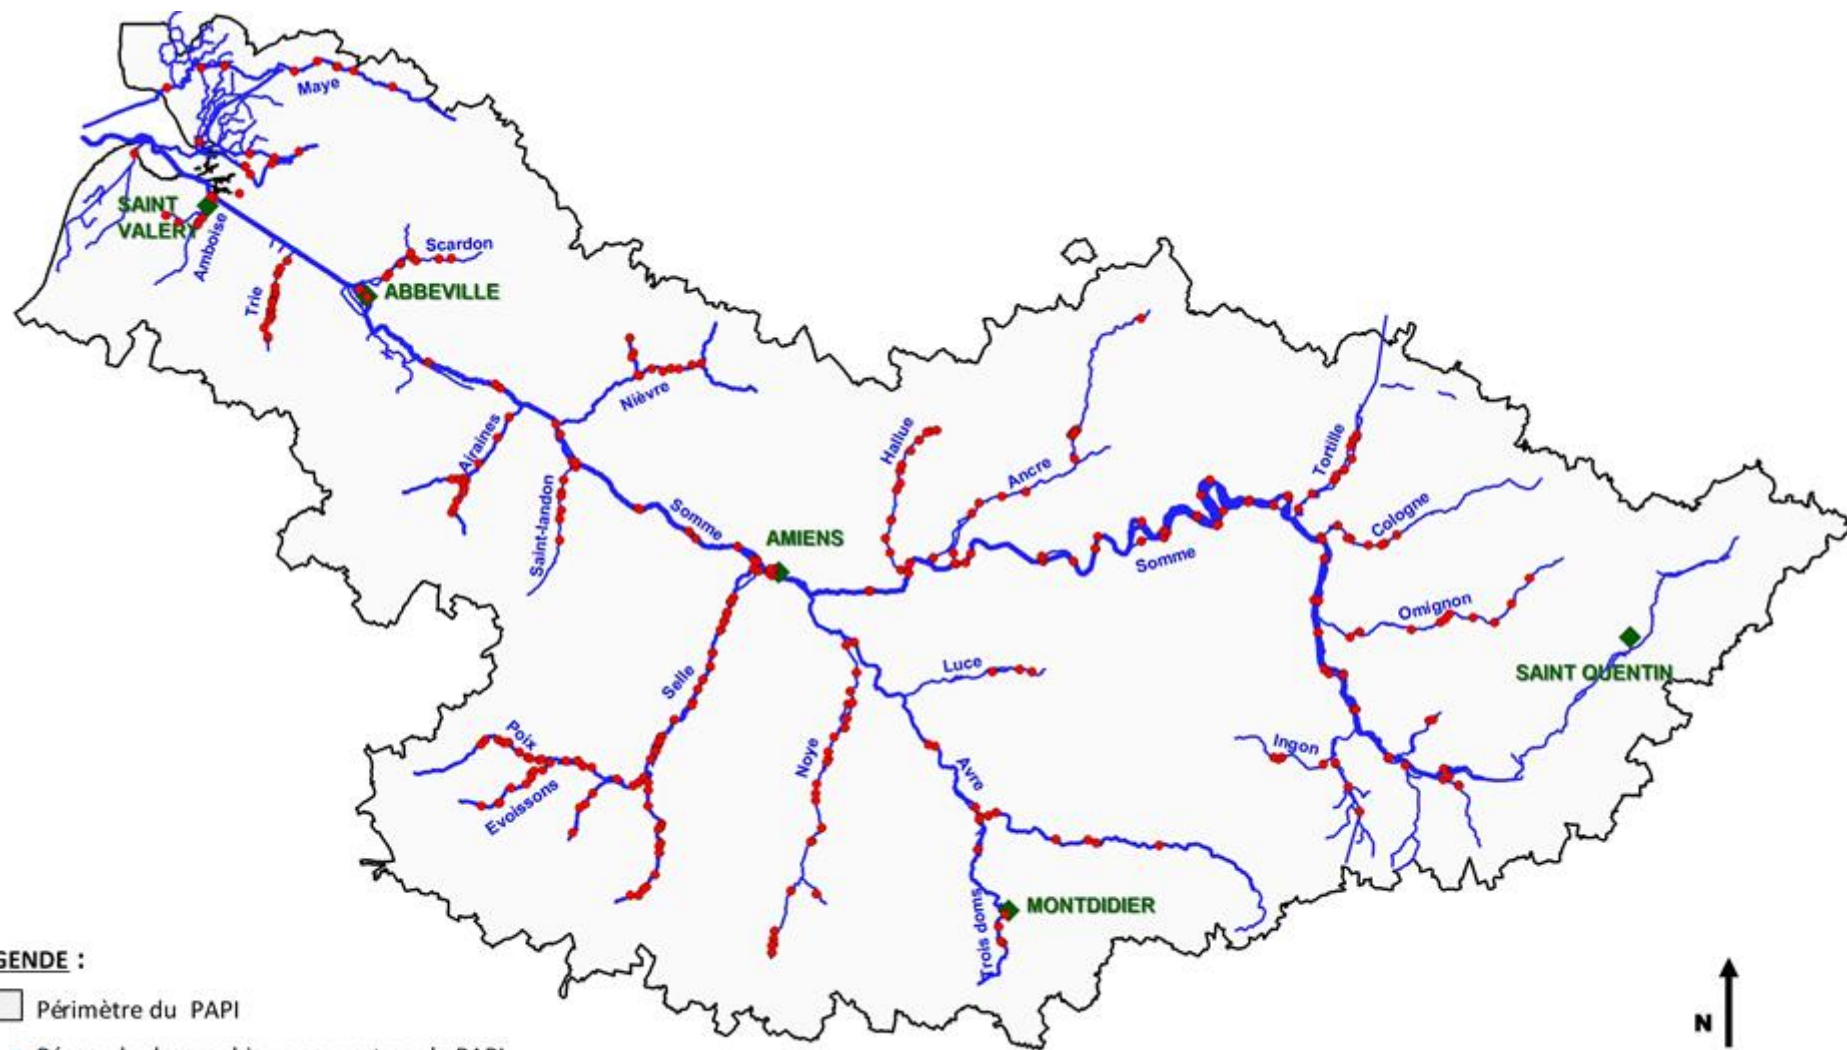 Maye
SAINT
VALERY
Amboise
Scardon
Trie
ABBEVILLE
Nièvre
Airaines
Hallue
Saint-landon
Ancre
Tortille
Somme
Cologne
AMIENS
Somme
Omignon
Luce
SAINT QUENTIN
Selle
Poix
Noye
Ingon
Avre
Evoissons
MONTDIDIER
Trois doms
GENDE :
Périmètre du PAPI
N